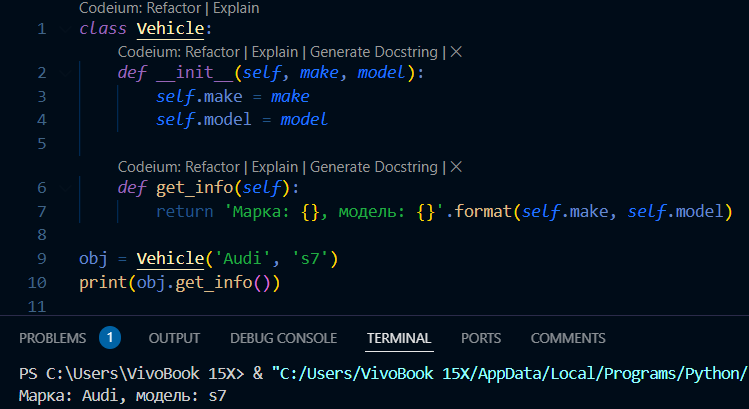 Codeium: Refactor | Explain
1 class Vehicle:
Codeium: Refactor | Explain | Generate Docstring | ×
2 def __init__(self, make, model):
3 self.make = make
4 self.model = model
5
Codeium: Refactor | Explain | Generate Docstring | ×
6 def get_info(self):
7 return 'Марка: {}, модель: {}'.format(self.make, self.model)
8
9 obj = Vehicle('Audi', 's7')
10 print(obj.get_info())
11
PROBLEMS 1 OUTPUT DEBUG CONSOLE TERMINAL PORTS COMMENTS
PS C:\Users\VivoBook 15X> & "C:/Users/VivoBook 15X/AppData/Local/Programs/Python/
Марка: Audi, модель: s7